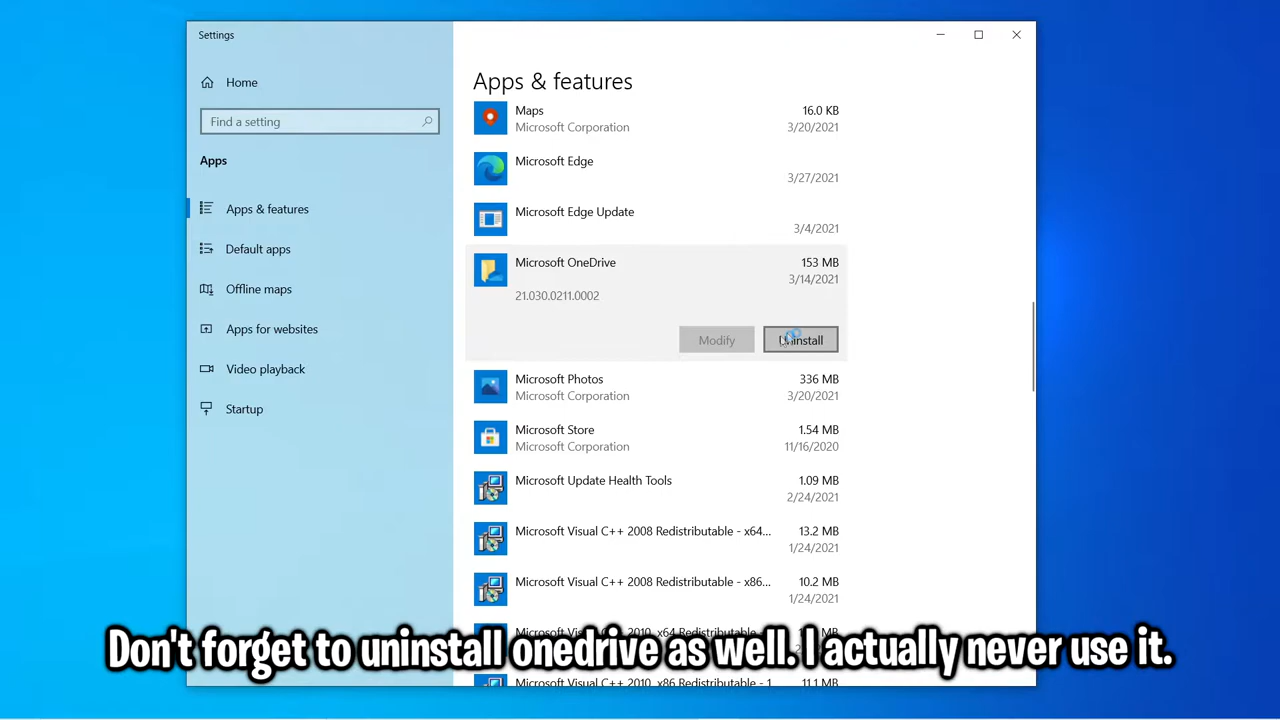 Settings
Home
Find a setting
Apps
Apps & features
Default apps
Offline maps
Apps for websites
Video playback
Startup
Apps & features
Maps 16.0 KB
Microsoft Corporation 3/20/2021
Microsoft Edge
3/27/2021
Microsoft Edge Update
3/4/2021
Microsoft OneDrive 153 MB
3/14/2021
21.030.0211.0002
Modify Uninstall
Microsoft Photos 336 MB
Microsoft Corporation 3/20/2021
Microsoft Store 1.54 MB
Microsoft Corporation 11/16/2020
Microsoft Update Health Tools 1.09 MB
2/24/2021
Microsoft Visual C++ 2008 Redistributable - x64... 13.2 MB
1/24/2021
Microsoft Visual C++ 2008 Redistributable - x86... 10.2 MB
1/24/2021
Don't forget to uninstall onedrive as well. I actually never use it.
Microsoft Visual C++ 2010 x86 Redistributable - 1 11.1 MB